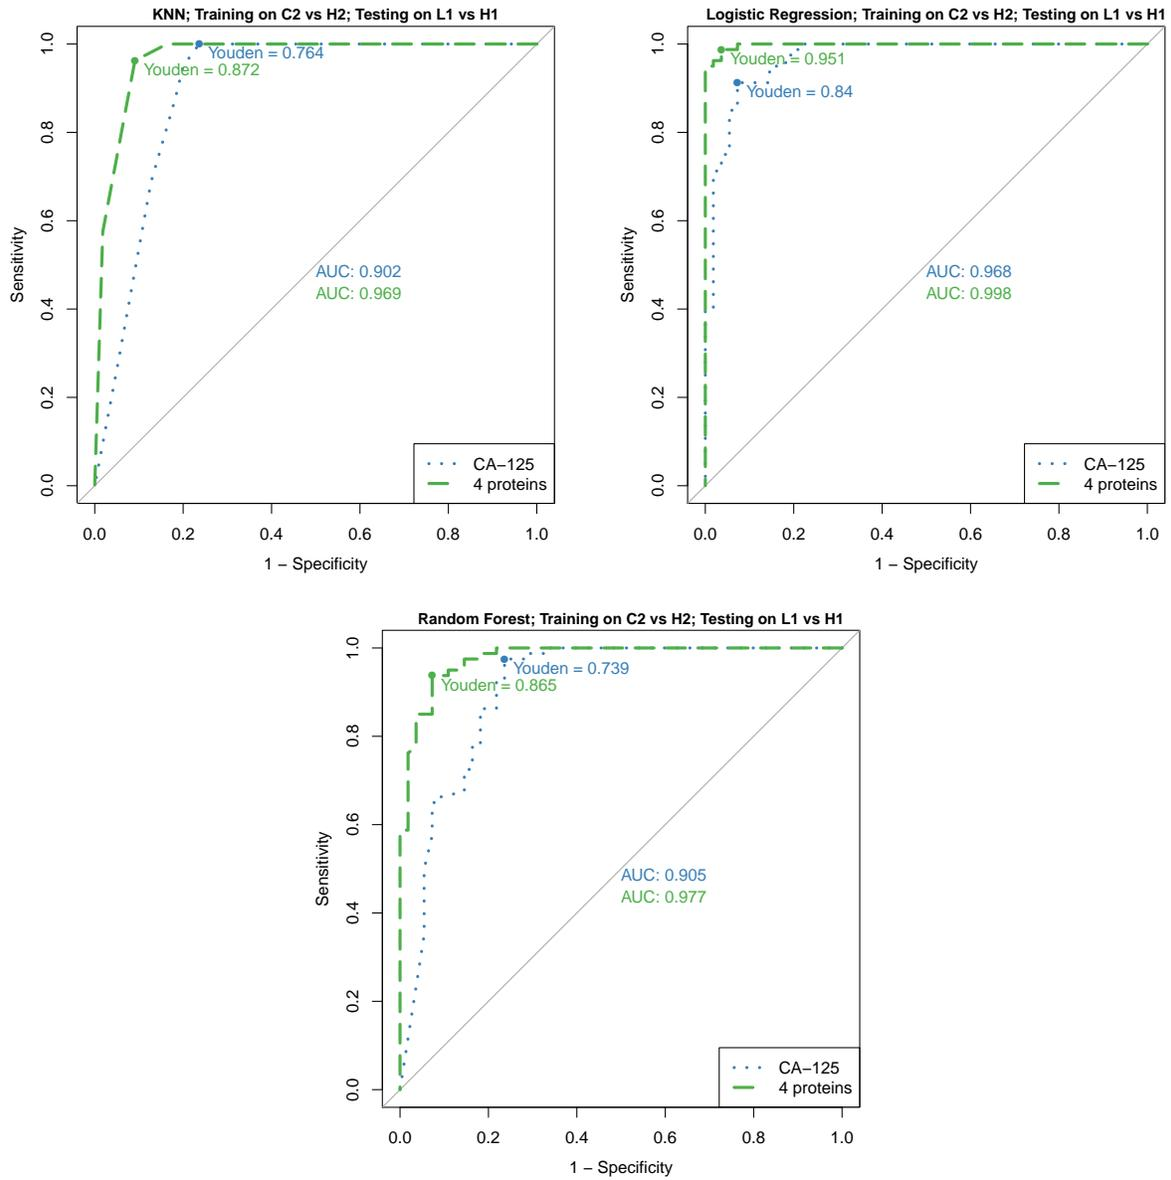 KNN; Training on C2 vs H2; Testing on L1 vs H1
Youden = 0.764
Youden = 0.872
AUC: 0.902
AUC: 0.969
CA−125
4 proteins
Sensitivity
0.0 0.2 0.4 0.6 0.8 1.0
0.0 0.2 0.4 0.6 0.8 1.0
1 − Specificity
Logistic Regression; Training on C2 vs H2; Testing on L1 vs H1
Youden = 0.951
Youden = 0.84
AUC: 0.968
AUC: 0.998
CA−125
4 proteins
Sensitivity
0.0 0.2 0.4 0.6 0.8 1.0
0.0 0.2 0.4 0.6 0.8 1.0
1 − Specificity
Random Forest; Training on C2 vs H2; Testing on L1 vs H1
Youden = 0.739
Youden = 0.865
AUC: 0.905
AUC: 0.977
CA−125
4 proteins
Sensitivity
0.0 0.2 0.4 0.6 0.8 1.0
0.0 0.2 0.4 0.6 0.8 1.0
1 − Specificity